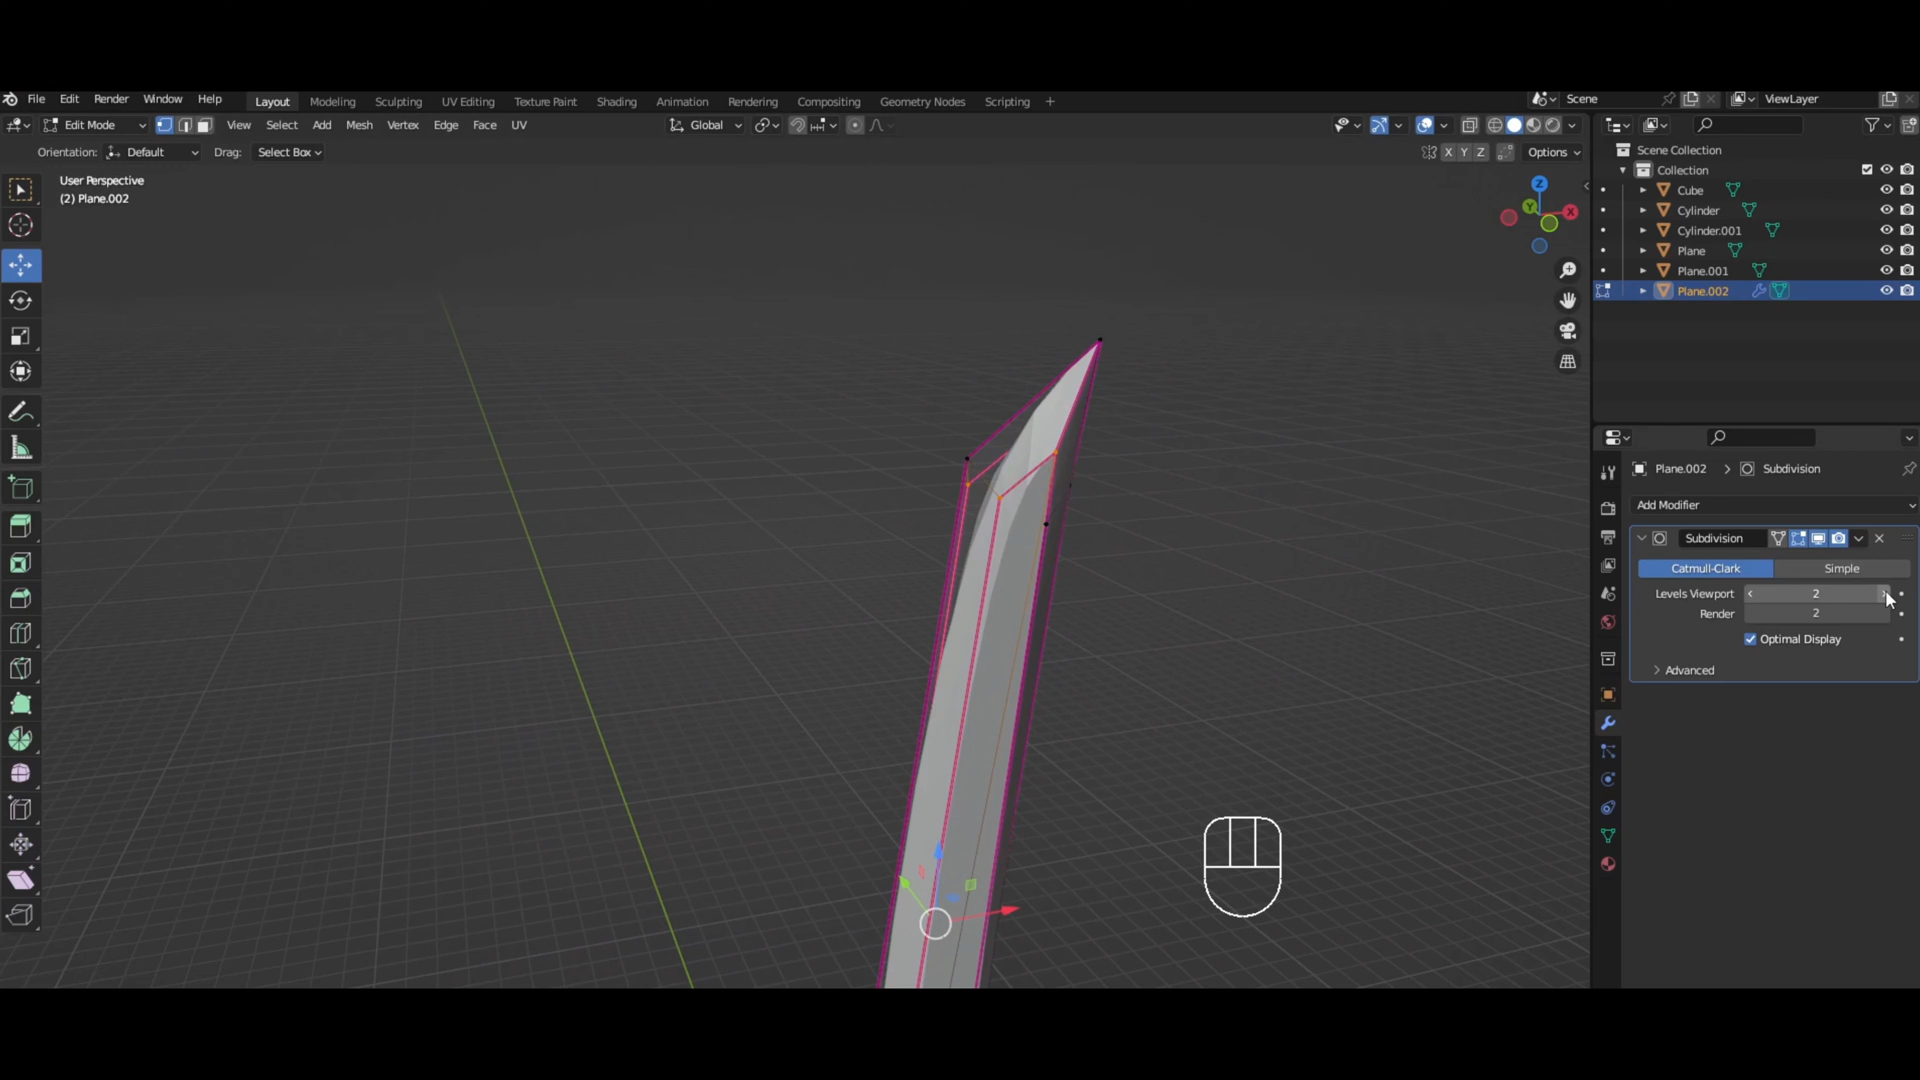 File Edit Render Window Help Layout Modeling Sculpting UV Editing Texture Paint Shading Animation Rendering Compositing Geometry Nodes Scripting + Scene ViewLayer
Edit Mode View Select Add Mesh Vertex Edge Face UV Global
Orientation: Default Drag: Select Box X Y Z Options
User Perspective
(2) Plane.002
Z
Y
X
Scene Collection
Collection
Cube
Cylinder
Cylinder.001
Plane
Plane.001
Plane.002
Plane.002 > Subdivision
Add Modifier
Subdivision
Catmull-Clark Simple
Levels Viewport 2
Render 2
Optimal Display
Advanced